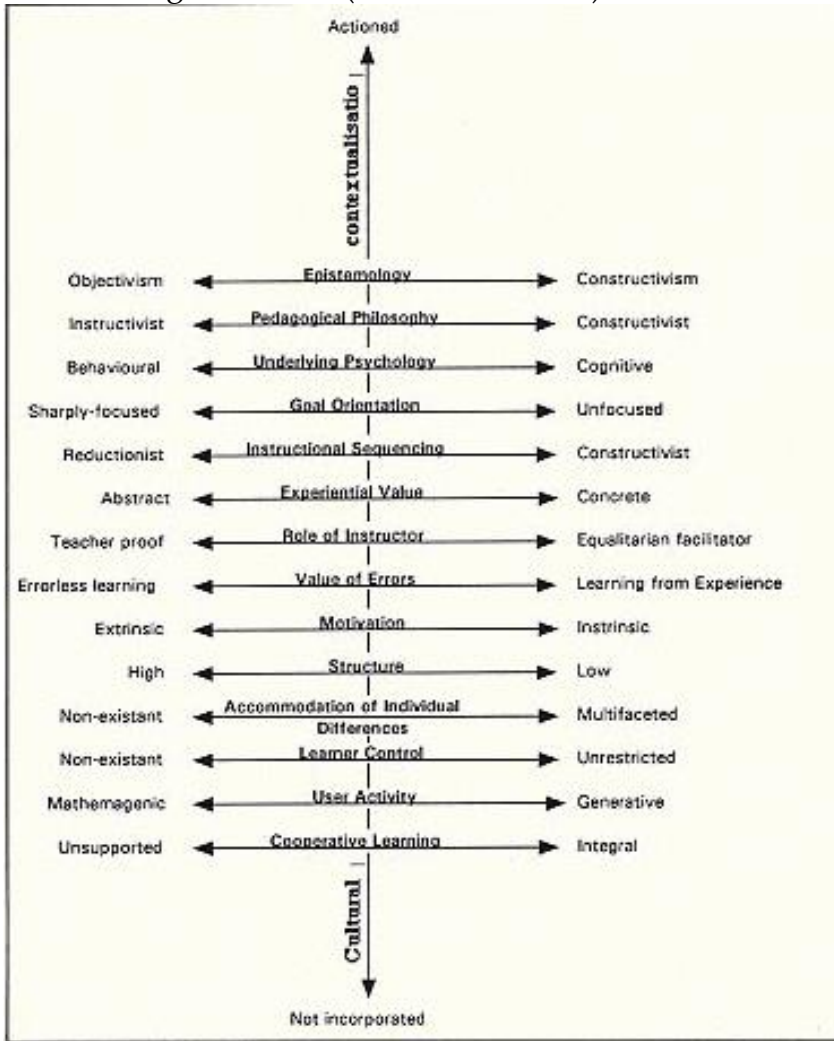 Actioned
contextualisatio
Objectivism Epistemology Constructivism
Instructivist Pedagogical Philosophy Constructivist
Behavioural Underlying Psychology Cognitive
Sharply-focused Goal Orientation Unfocused
Reductionist Instructional Sequencing Constructivist
Abstract Experiential Value Concrete
Teacher proof Role of Instructor Equalitarian facilitator
Errorless learning Value of Errors Learning from Experience
Extrinsic Motivation Instrinsic
High Structure Low
Non-existant Accommodation of Individual Multifaceted
Differences
Non-existant Learner Control Unrestricted
Mathemagenic User Activity Generative
Unsupported Cooperative Learning Integral
Cultural
Not incorporated